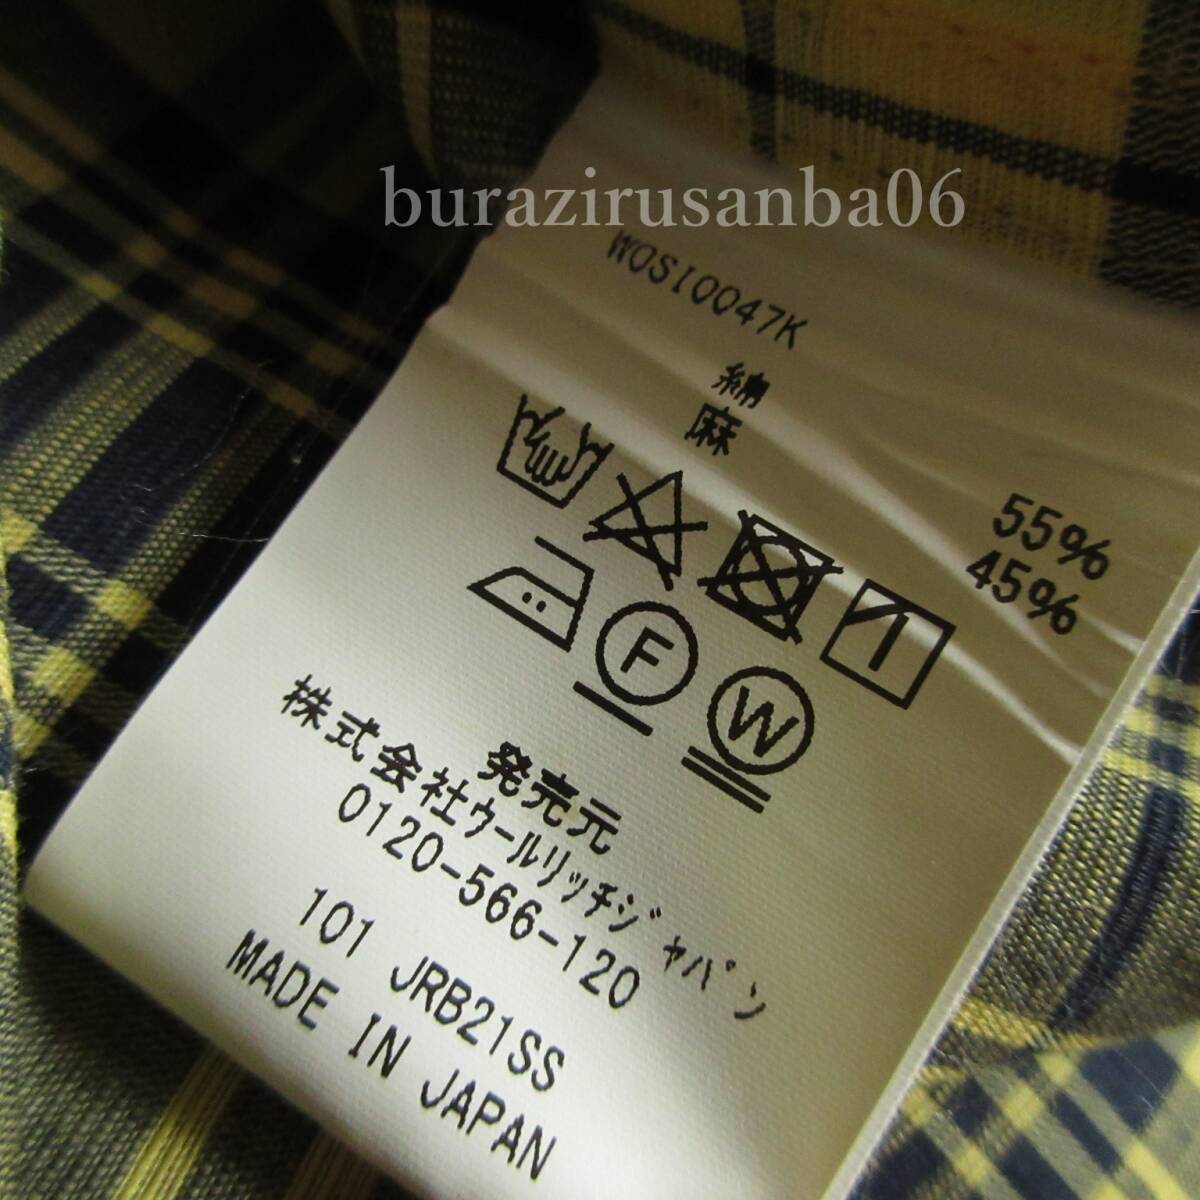 burazirusanba06
WOSI0047K
綿 55%
麻 45%
F W
発売元
株式会社ｳｰﾙﾘｯﾁｼﾞｬﾊﾟﾝ
0120-566-120
101 JRB21SS
MADE IN JAPAN